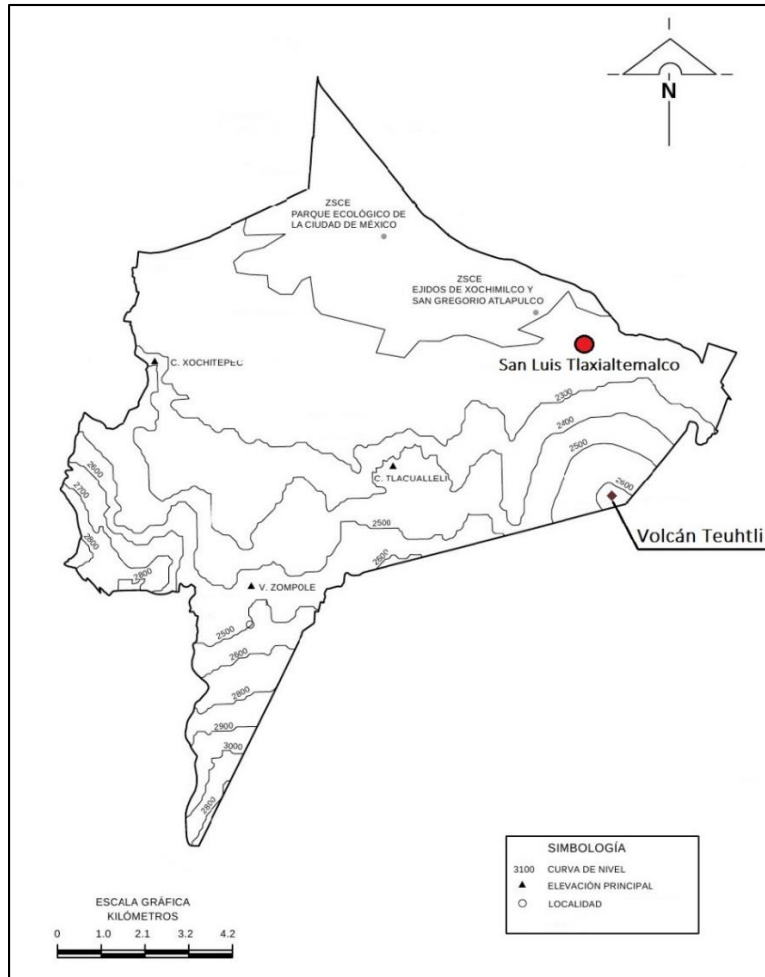 N
ZSCE
PARQUE ECOLÓGICO DE
LA CIUDAD DE MÉXICO
ZSCE
EJIDOS DE XOCHIMILCO Y
SAN GREGORIO ATLAPULCO
San Luis Tlaxialtemalco
C. XOCHITEPEC
2300
2400
2500
2600
C. TLACUALLELI
2600
2700
2800
2800
2500
2600
Volcán Teuhtli
V. ZOMPOLE
2500
2600
2800
2900
3000
2800
SIMBOLOGÍA
3100 CURVA DE NIVEL
ELEVACIÓN PRINCIPAL
LOCALIDAD
ESCALA GRÁFICA
KILÓMETROS
0 1.0 2.1 3.2 4.2